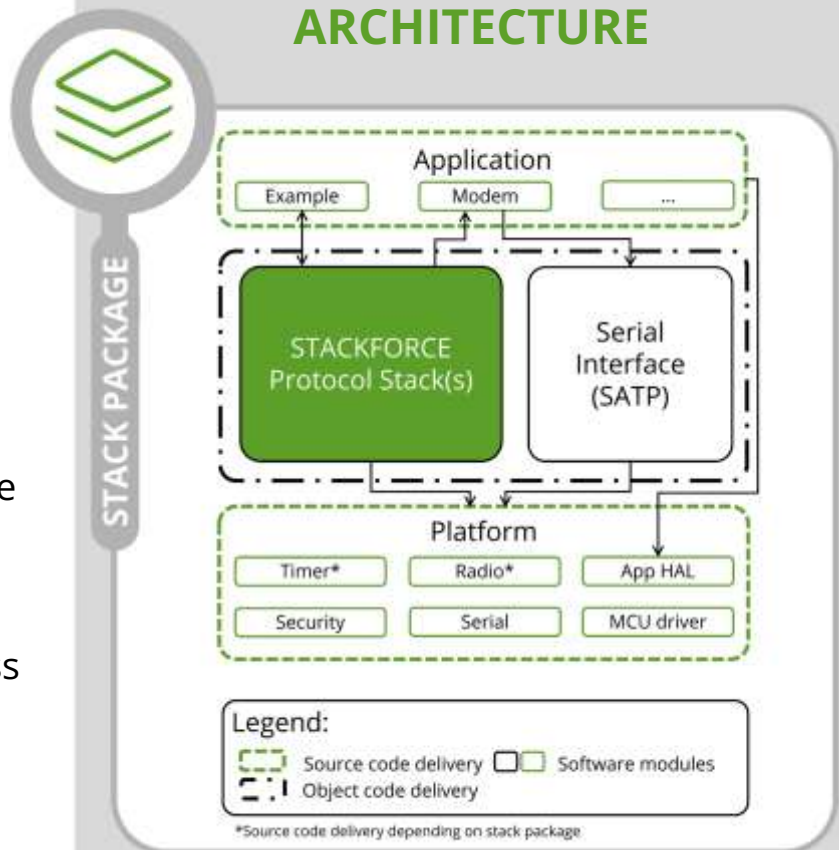 ARCHITECTURE
STACK PACKAGE
Application
Example
Modem
...
STACKFORCE
Protocol Stack(s)
Serial
Interface
(SATP)
e
s
Platform
Timer*
Radio*
App HAL
Security
Serial
MCU driver
Legend:
Source code delivery
Software modules
Object code delivery
*Source code delivery depending on stack package